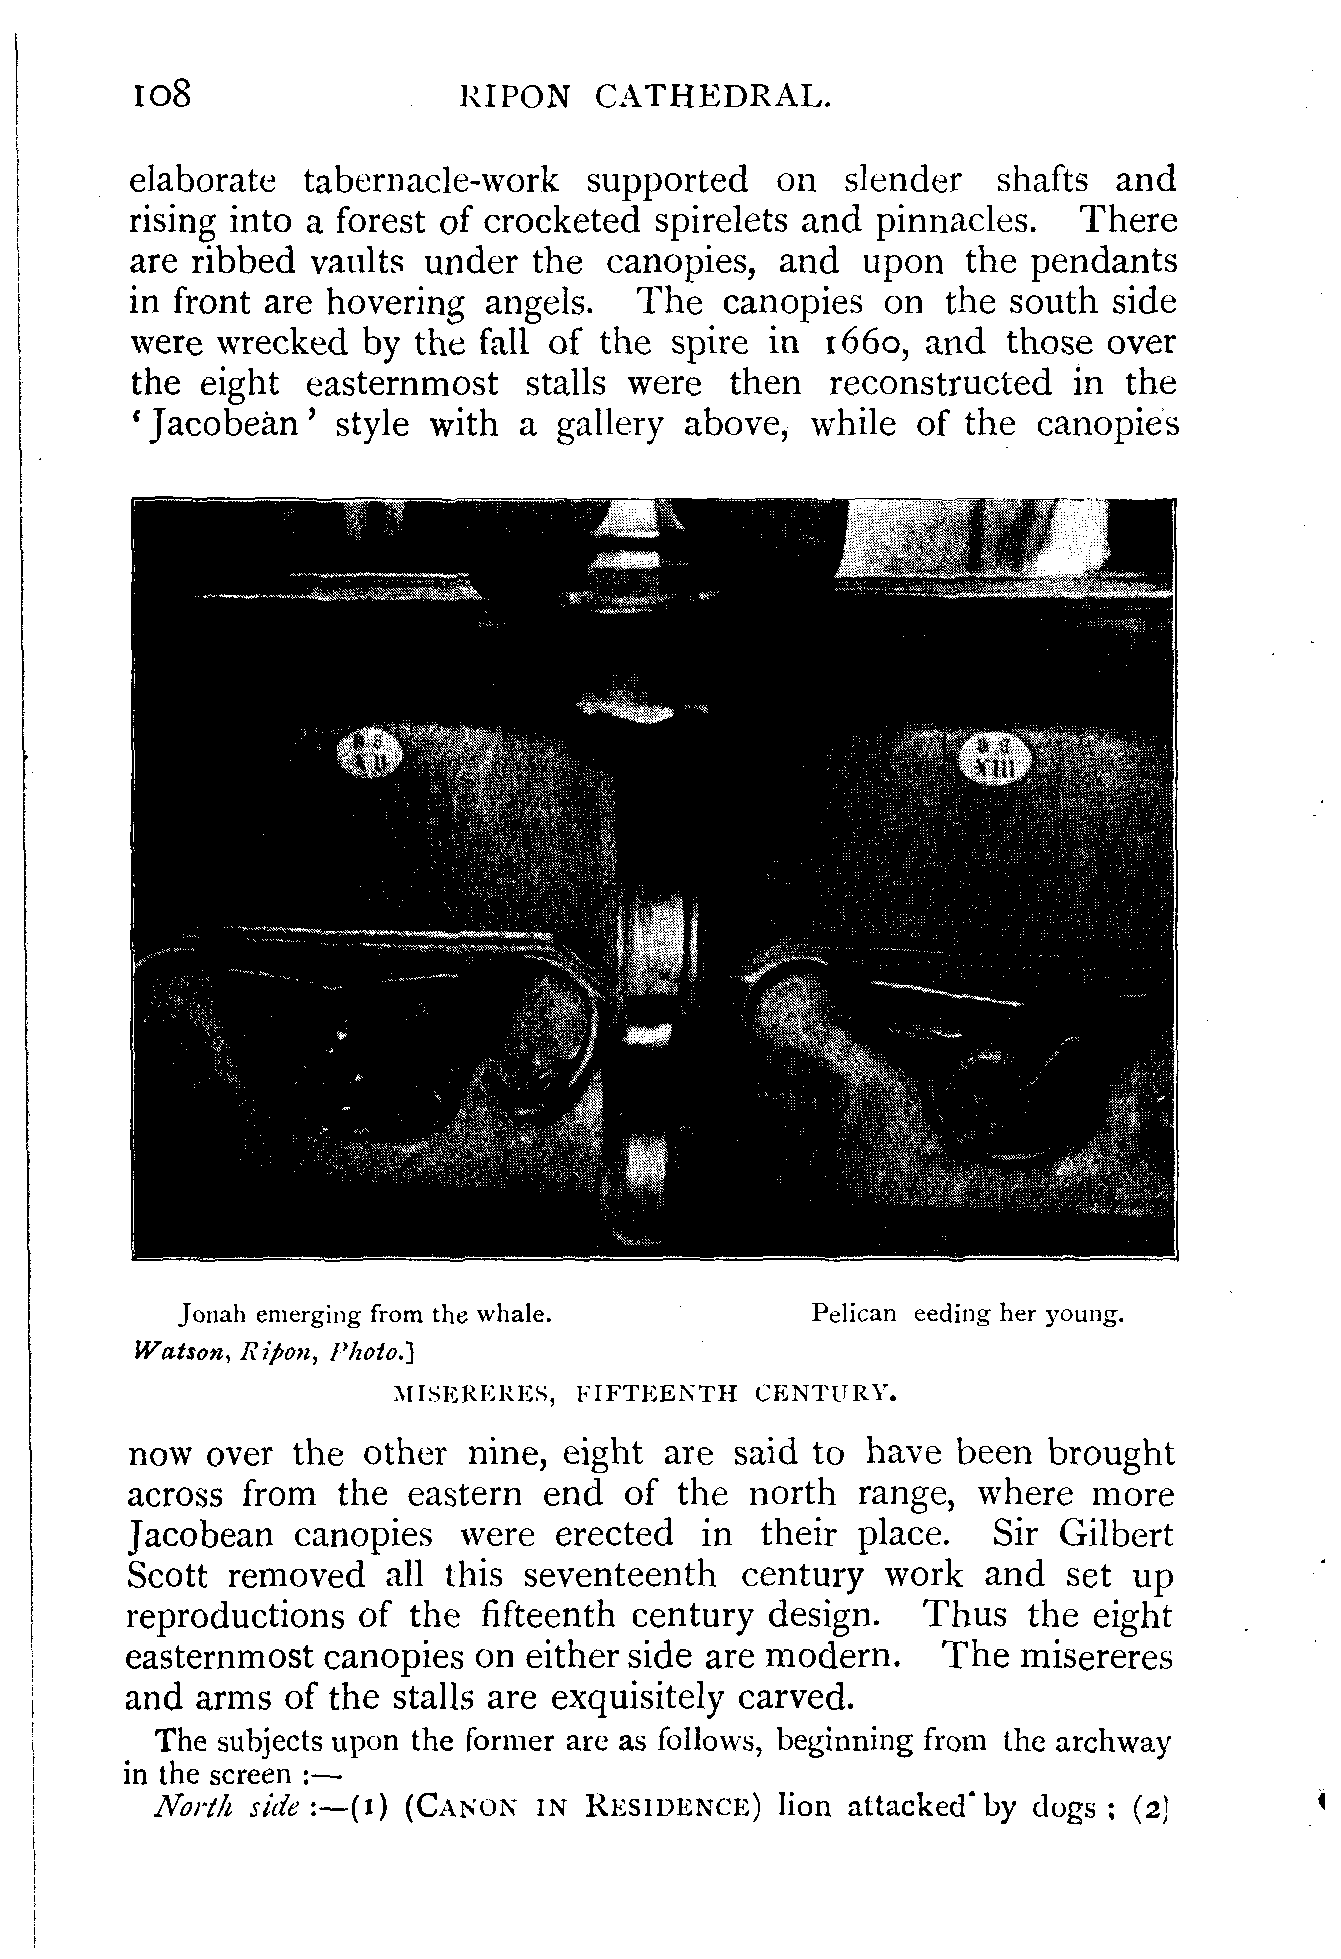 108 RIPON CATHEDRAL.
elaborate tabernacle-work supported on slender shafts and
rising into a forest of crocketed spirelets and pinnacles. There
are ribbed vaults under the canopies, and upon the pendants
in front are hovering angels. The canopies on the south side
were wrecked by the fall of the spire in 1660, and those over
the eight easternmost stalls were then reconstructed in the
‘Jacobean’ style with a gallery above, while of the canopies
Jonah emerging from the whale. Pelican eeding her young.
Watson, Ripon, Photo.]
MISERERES, FIFTEENTH CENTURY.
now over the other nine, eight are said to have been brought
across from the eastern end of the north range, where more
Jacobean canopies were erected in their place. Sir Gilbert
Scott removed all this seventeenth century work and set up
reproductions of the fifteenth century design. Thus the eight
easternmost canopies on either side are modern. The misereres
and arms of the stalls are exquisitely carved.
The subjects upon the former are as follows, beginning from the archway
in the screen :—
North side :—(1) (CANON IN RESIDENCE) lion attacked by dogs ; (2)